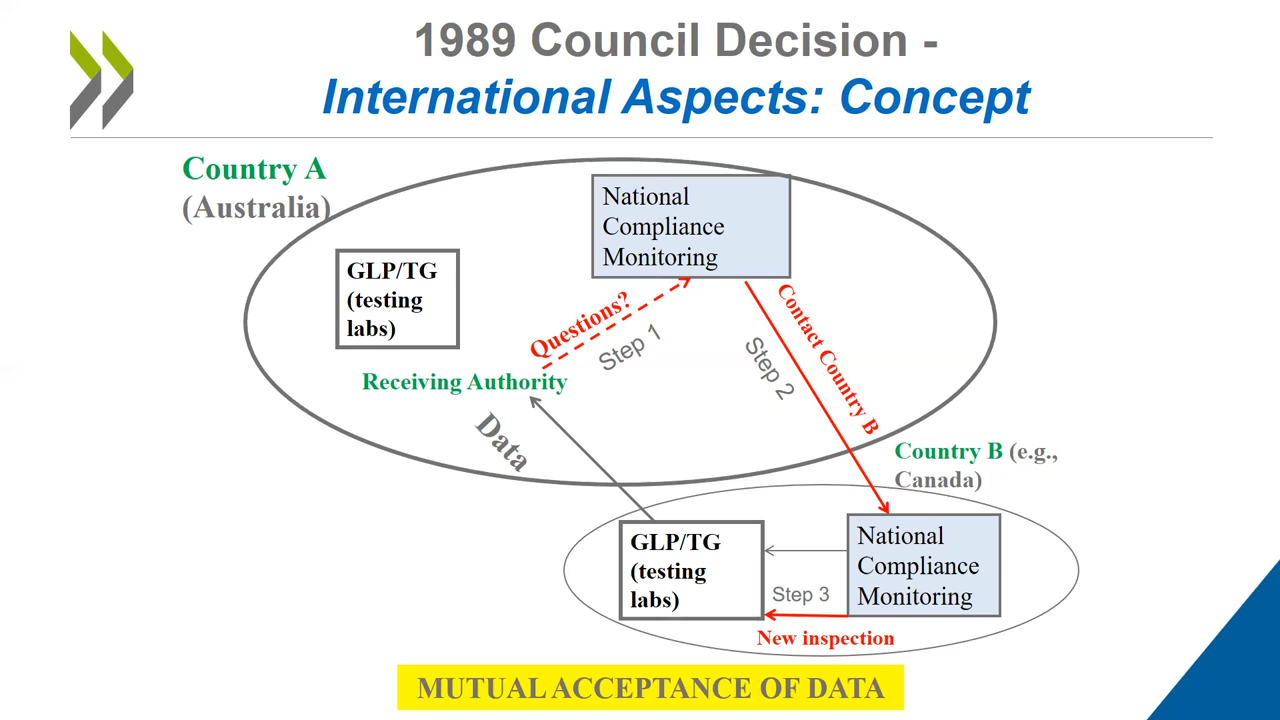 1989 Council Decision -
International Aspects: Concept
Country A
(Australia)
National
Compliance
Monitoring
GLP/TG
(testing
labs)
Questions?
Step 1
Contact Country B
Step 2
Receiving Authority
Data
Country B (e.g.,
Canada)
GLP/TG
(testing
labs)
National
Compliance
Monitoring
Step 3
New inspection
MUTUAL ACCEPTANCE OF DATA